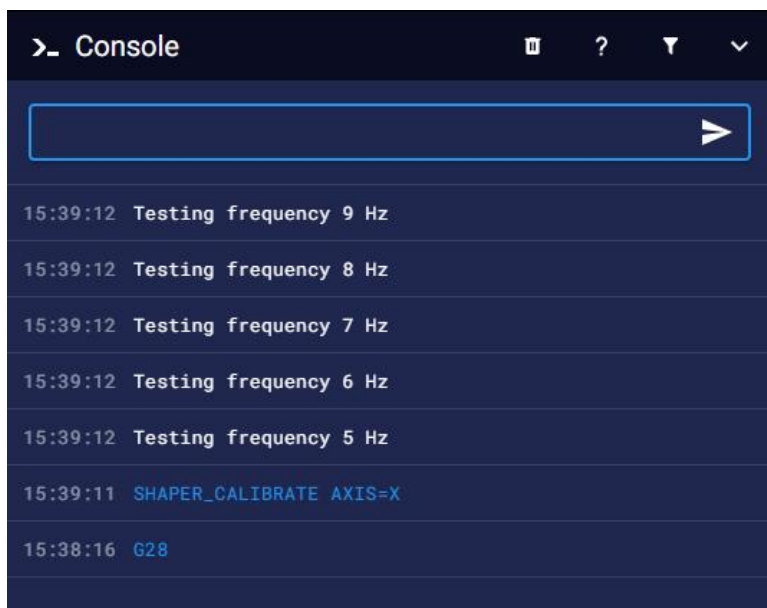 Console
?
15:39:12 Testing frequency 9 Hz
15:39:12 Testing frequency 8 Hz
15:39:12 Testing frequency 7 Hz
15:39:12 Testing frequency 6 Hz
15:39:12 Testing frequency 5 Hz
15:39:11 SHAPER_CALIBRATE AXIS=X
15:38:16 G28